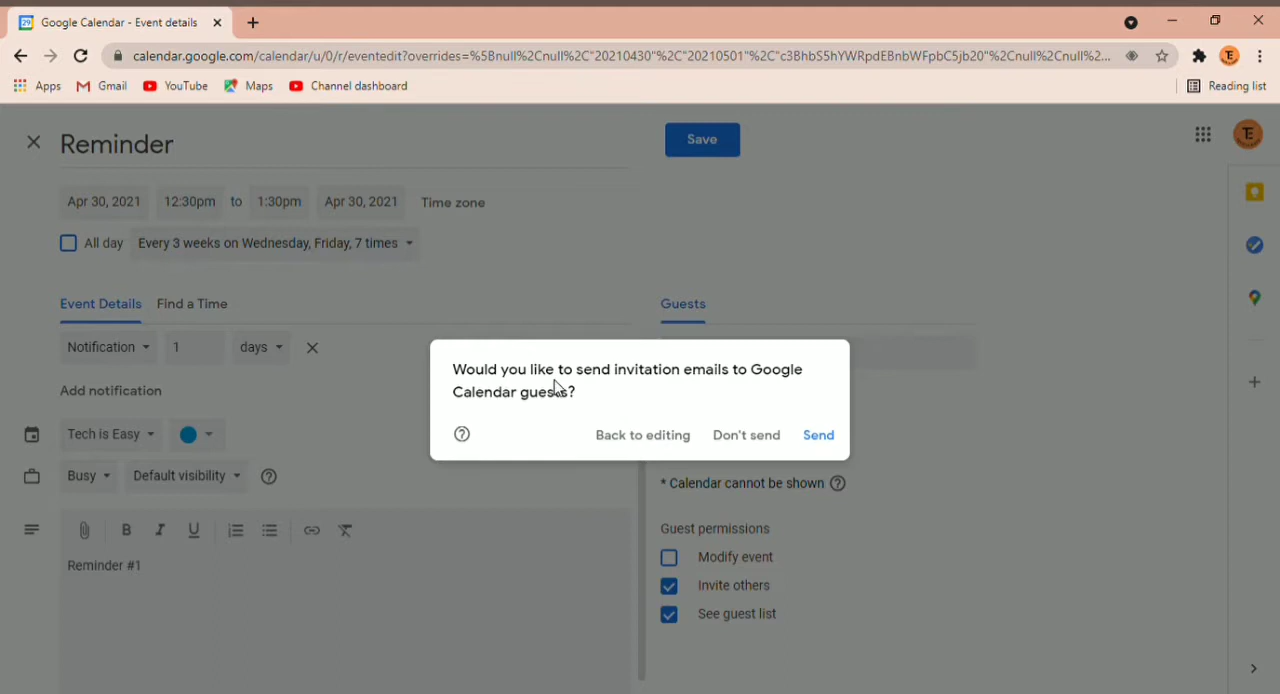 Google Calendar - Event details
calendar.google.com/calendar/u/0/r/eventedit?overrides=%5Bnull%2Cnull%2C"20210430"%2C"20210501"%2C"c3BhbS5hYWRpdEBnbWFpbC5jb20"%2Cnull%2Cnull%2...
Apps Gmail YouTube Maps Channel dashboard Reading list
Reminder
Save
Apr 30, 2021 12:30pm to 1:30pm Apr 30, 2021 Time zone
All day Every 3 weeks on Wednesday, Friday, 7 times
Event Details Find a Time Guests
Notification 1 days
Would you like to send invitation emails to Google
Calendar guests?
Back to editing Don't send Send
Add notification
Tech is Easy
Busy Default visibility
* Calendar cannot be shown
Guest permissions
Modify event
Invite others
See guest list
B I U
Reminder #1